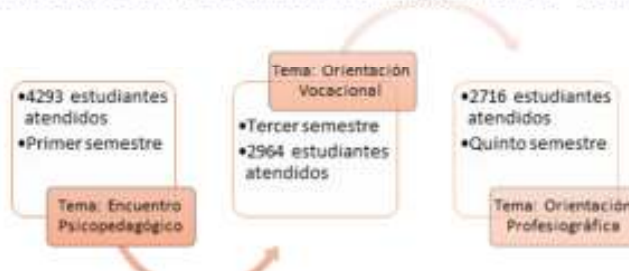 •4293 estudiantes
atendidos
•Primer semestre
Tema: Encuentro
Psicopedagógico
Tema: Orientación
Vocacional
•Tercer semestre
•2964 estudiantes
atendidos
•2716 estudiantes
atendidos
•Quinto semestre
Tema: Orientación
Profesiográfica